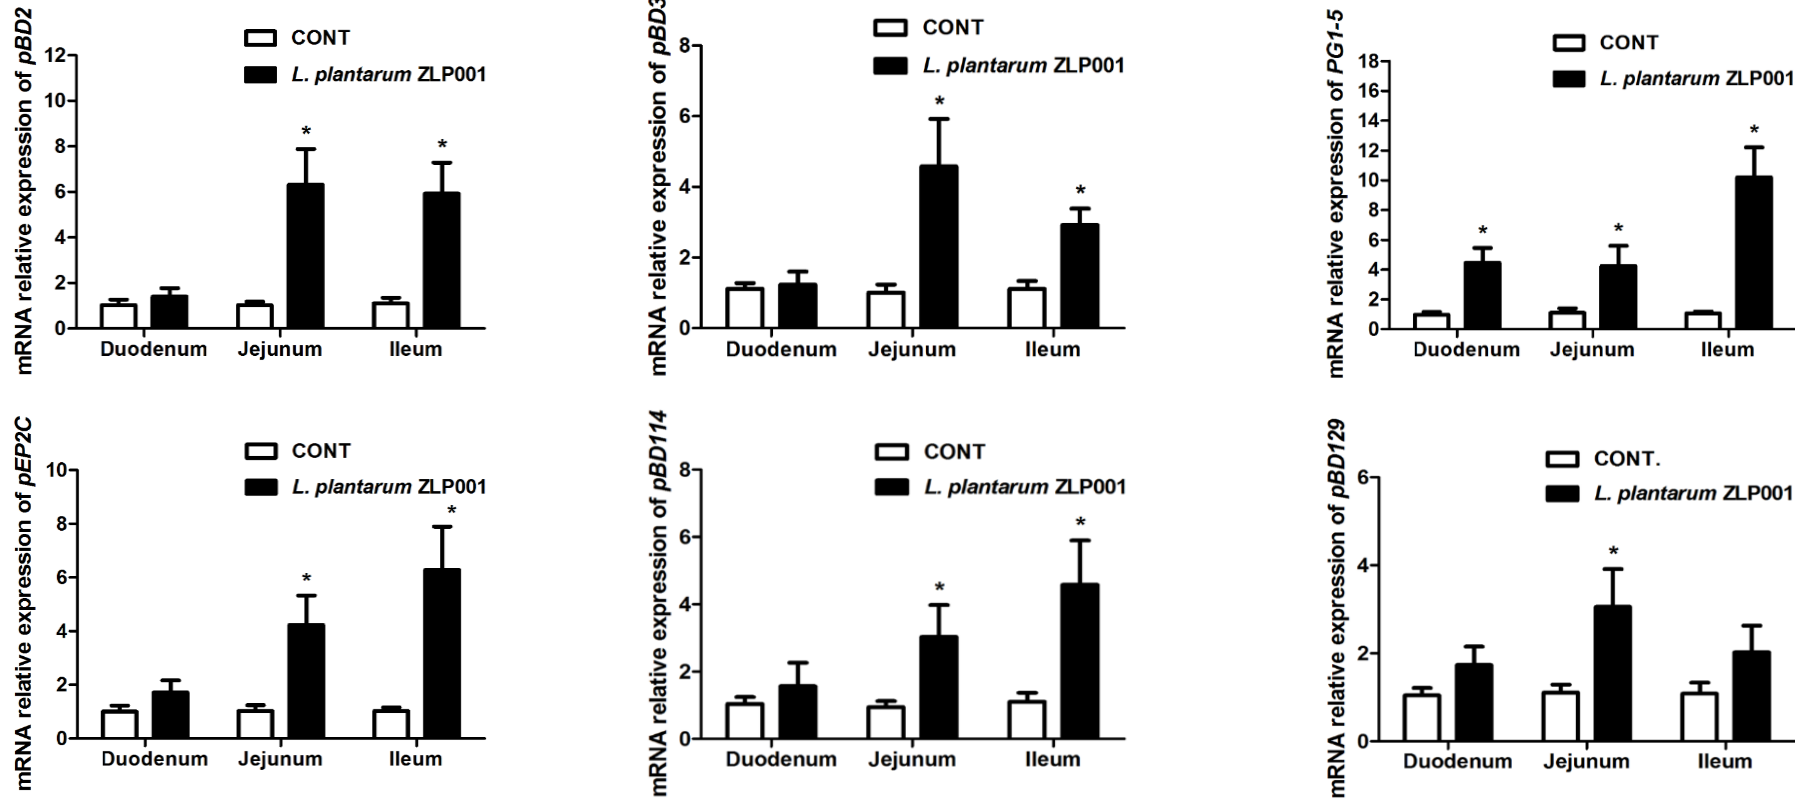 mRNA relative expression of pBD2
CONT
L. plantarum ZLP001
12
10
8
6
4
2
0
*
*
Duodenum Jejunum Ileum
mRNA relative expression of pBD3
CONT
L. plantarum ZLP001
8
6
4
2
0
*
*
Duodenum Jejunum Ileum
mRNA relative expression of PG1-5
CONT
L. plantarum ZLP001
18
16
14
12
10
8
6
4
2
0
*
*
*
Duodenum Jejunum Ileum
mRNA relative expression of pEP2C
CONT
L. plantarum ZLP001
10
8
6
4
2
0
*
*
Duodenum Jejunum Ileum
mRNA relative expression of pBD114
CONT
L. plantarum ZLP001
8
6
4
2
0
*
*
Duodenum Jejunum Ileum
mRNA relative expression of pBD129
CONT.
L. plantarum ZLP001
6
4
2
0
*
Duodenum Jejunum Ileum